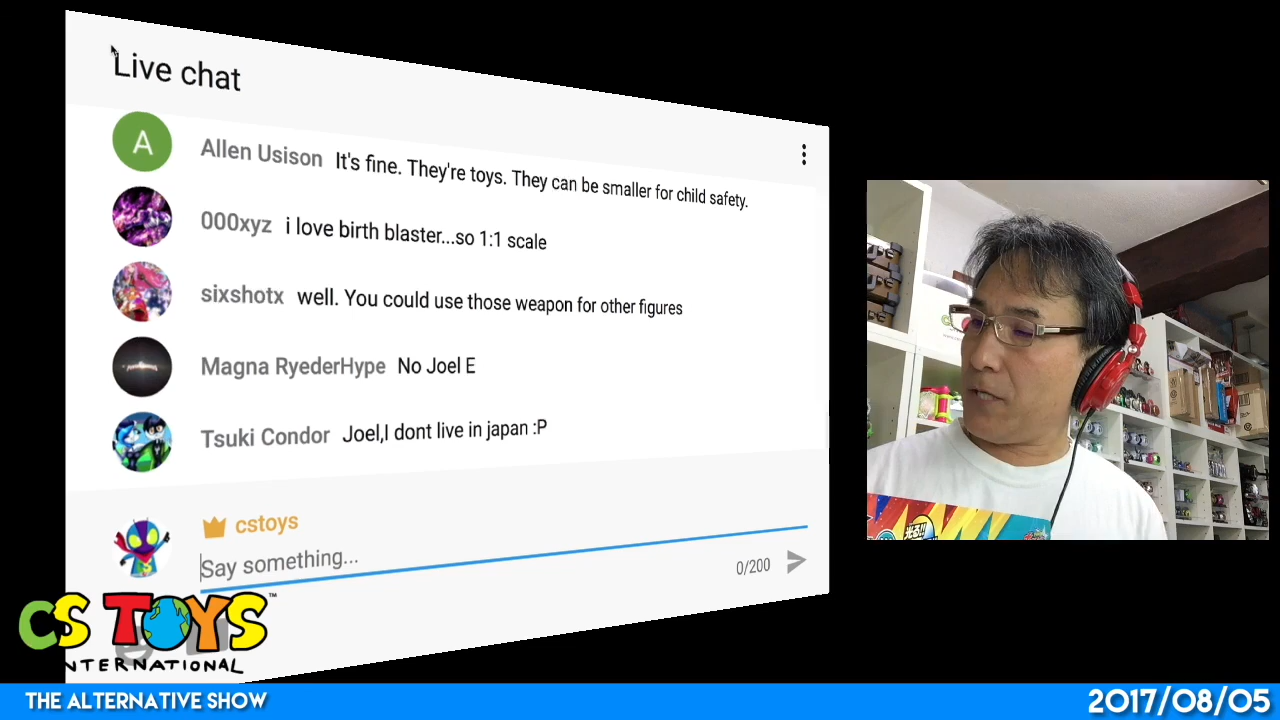 Live chat
A
Allen Usison It's fine. They're toys. They can be smaller for child safety.
000xyz i love birth blaster...so 1:1 scale
sixshotx well. You could use those weapon for other figures
Magna RyederHype No Joel E
Tsuki Condor Joel,I dont live in japan :P
cstoys
Say something...
0/200
CS TOYS™
INTERNATIONAL
光る!!
THE ALTERNATIVE SHOW
2017/08/05